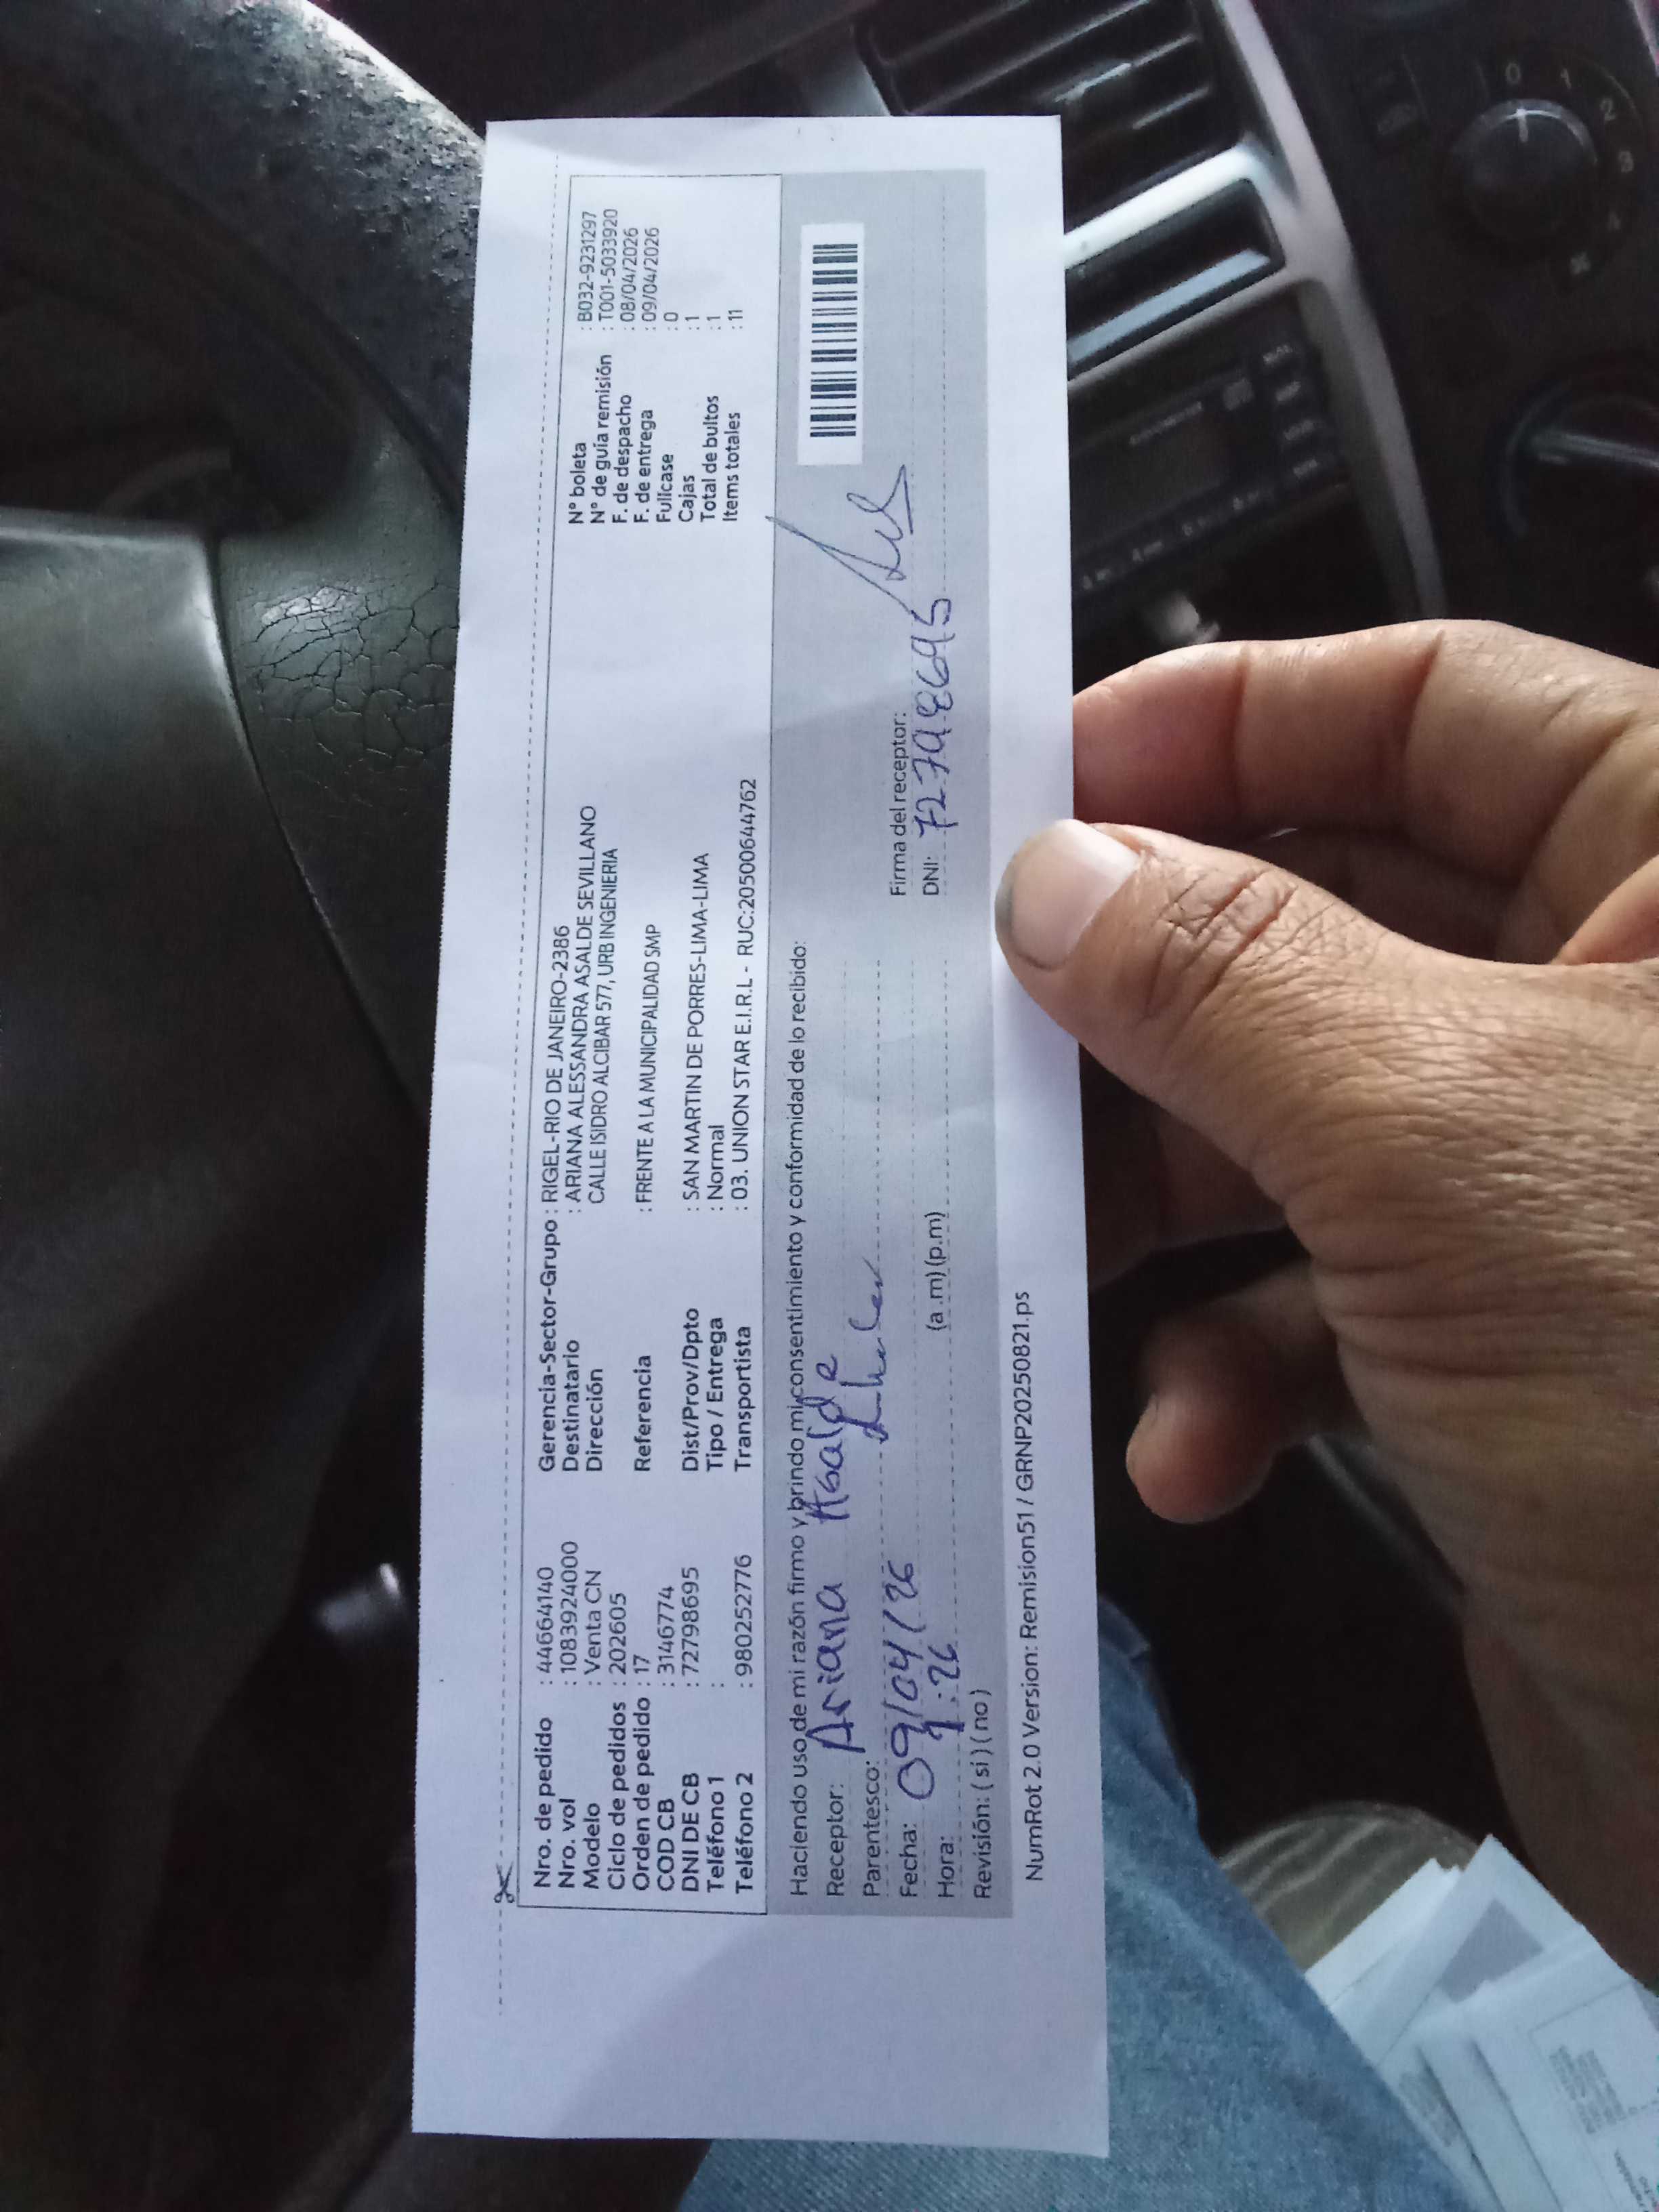 Nro. de pedido : 44664140
Nro. vol : 1083924000
Modelo : Venta CN
Ciclo de pedidos : 202605
Orden de pedido : 17
COD CB : 3146774
DNI DE CB : 72798695
Teléfono 1 :
Teléfono 2 : 980252776
Gerencia-Sector-Grupo : RIGEL-RIO DE JANEIRO-2386
Destinatario : ARIANA ALESSANDRA ASALDE SEVILLANO
Dirección CALLE ISIDRO ALCIBAR 577, URB INGENIERIA
Referencia : FRENTE A LA MUNICIPALIDAD SMP
Dist/Prov/Dpto : SAN MARTIN DE PORRES-LIMA-LIMA
Tipo / Entrega : Normal
Transportista : 03. UNION STAR E.I.R.L - RUC:20500644762
N° boleta : B032-9231297
N° de guía remisión : T001-5033920
F. de despacho : 08/04/2026
F. de entrega : 09/04/2026
Fullcase : 0
Cajas : 1
Total de bultos : 1
Items totales : 11
Haciendo uso de mi razón firmo y brindo mi consentimiento y conformidad de lo recibido:
Receptor: Ariana Asalde
Parentesco:
Fecha: 09/04/26
Firma del receptor:
Hora: (a.m) (p.m)
DNI: 72798695
Revisión: ( si ) ( no )
NumRot 2.0 Version: Remision51 / GRNP20250821.ps
0 1 2 3 4